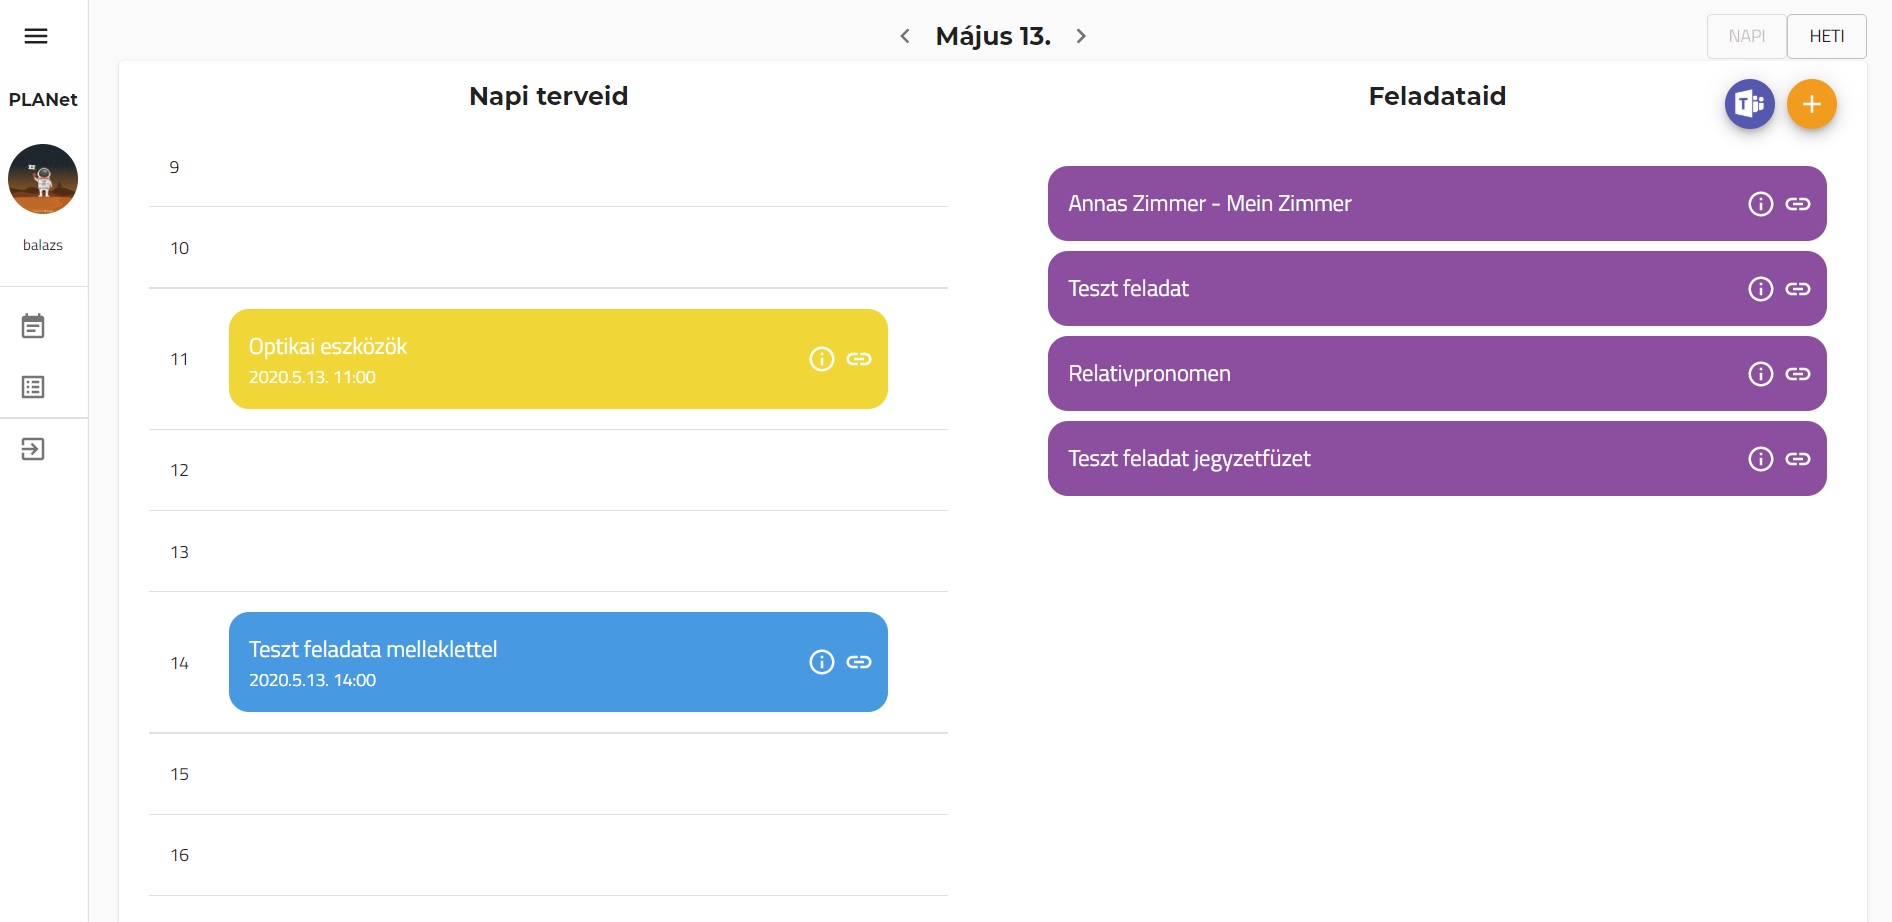 Május 13.
NAPI
HETI
PLANet
balazs
Napi terveid
9
10
11
Optikai eszközök
2020.5.13. 11:00
12
13
14
Teszt feladata melleklettel
2020.5.13. 14:00
15
16
Feladataid
T
Annas Zimmer - Mein Zimmer
Teszt feladat
Relativpronomen
Teszt feladat jegyzetfüzet